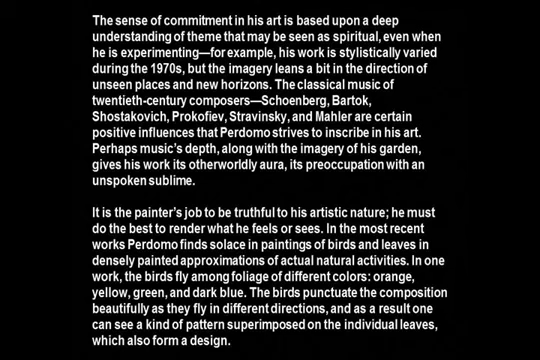 The sense of commitment in his art is based upon a deep
understanding of theme that may be seen as spiritual, even when
he is experimenting—for example, his work is stylistically varied
during the 1970s, but the imagery leans a bit in the direction of
unseen places and new horizons. The classical music of
twentieth-century composers—Schoenberg, Bartok,
Shostakovich, Prokofiev, Stravinsky, and Mahler are certain
positive influences that Perdomo strives to inscribe in his art.
Perhaps music's depth, along with the imagery of his garden,
gives his work its otherworldly aura, its preoccupation with an
unspoken sublime.

It is the painter's job to be truthful to his artistic nature; he must
do the best to render what he feels or sees. In the most recent
works Perdomo finds solace in paintings of birds and leaves in
densely painted approximations of actual natural activities. In one
work, the birds fly among foliage of different colors: orange,
yellow, green, and dark blue. The birds punctuate the composition
beautifully as they fly in different directions, and as a result one
can see a kind of pattern superimposed on the individual leaves,
which also form a design.